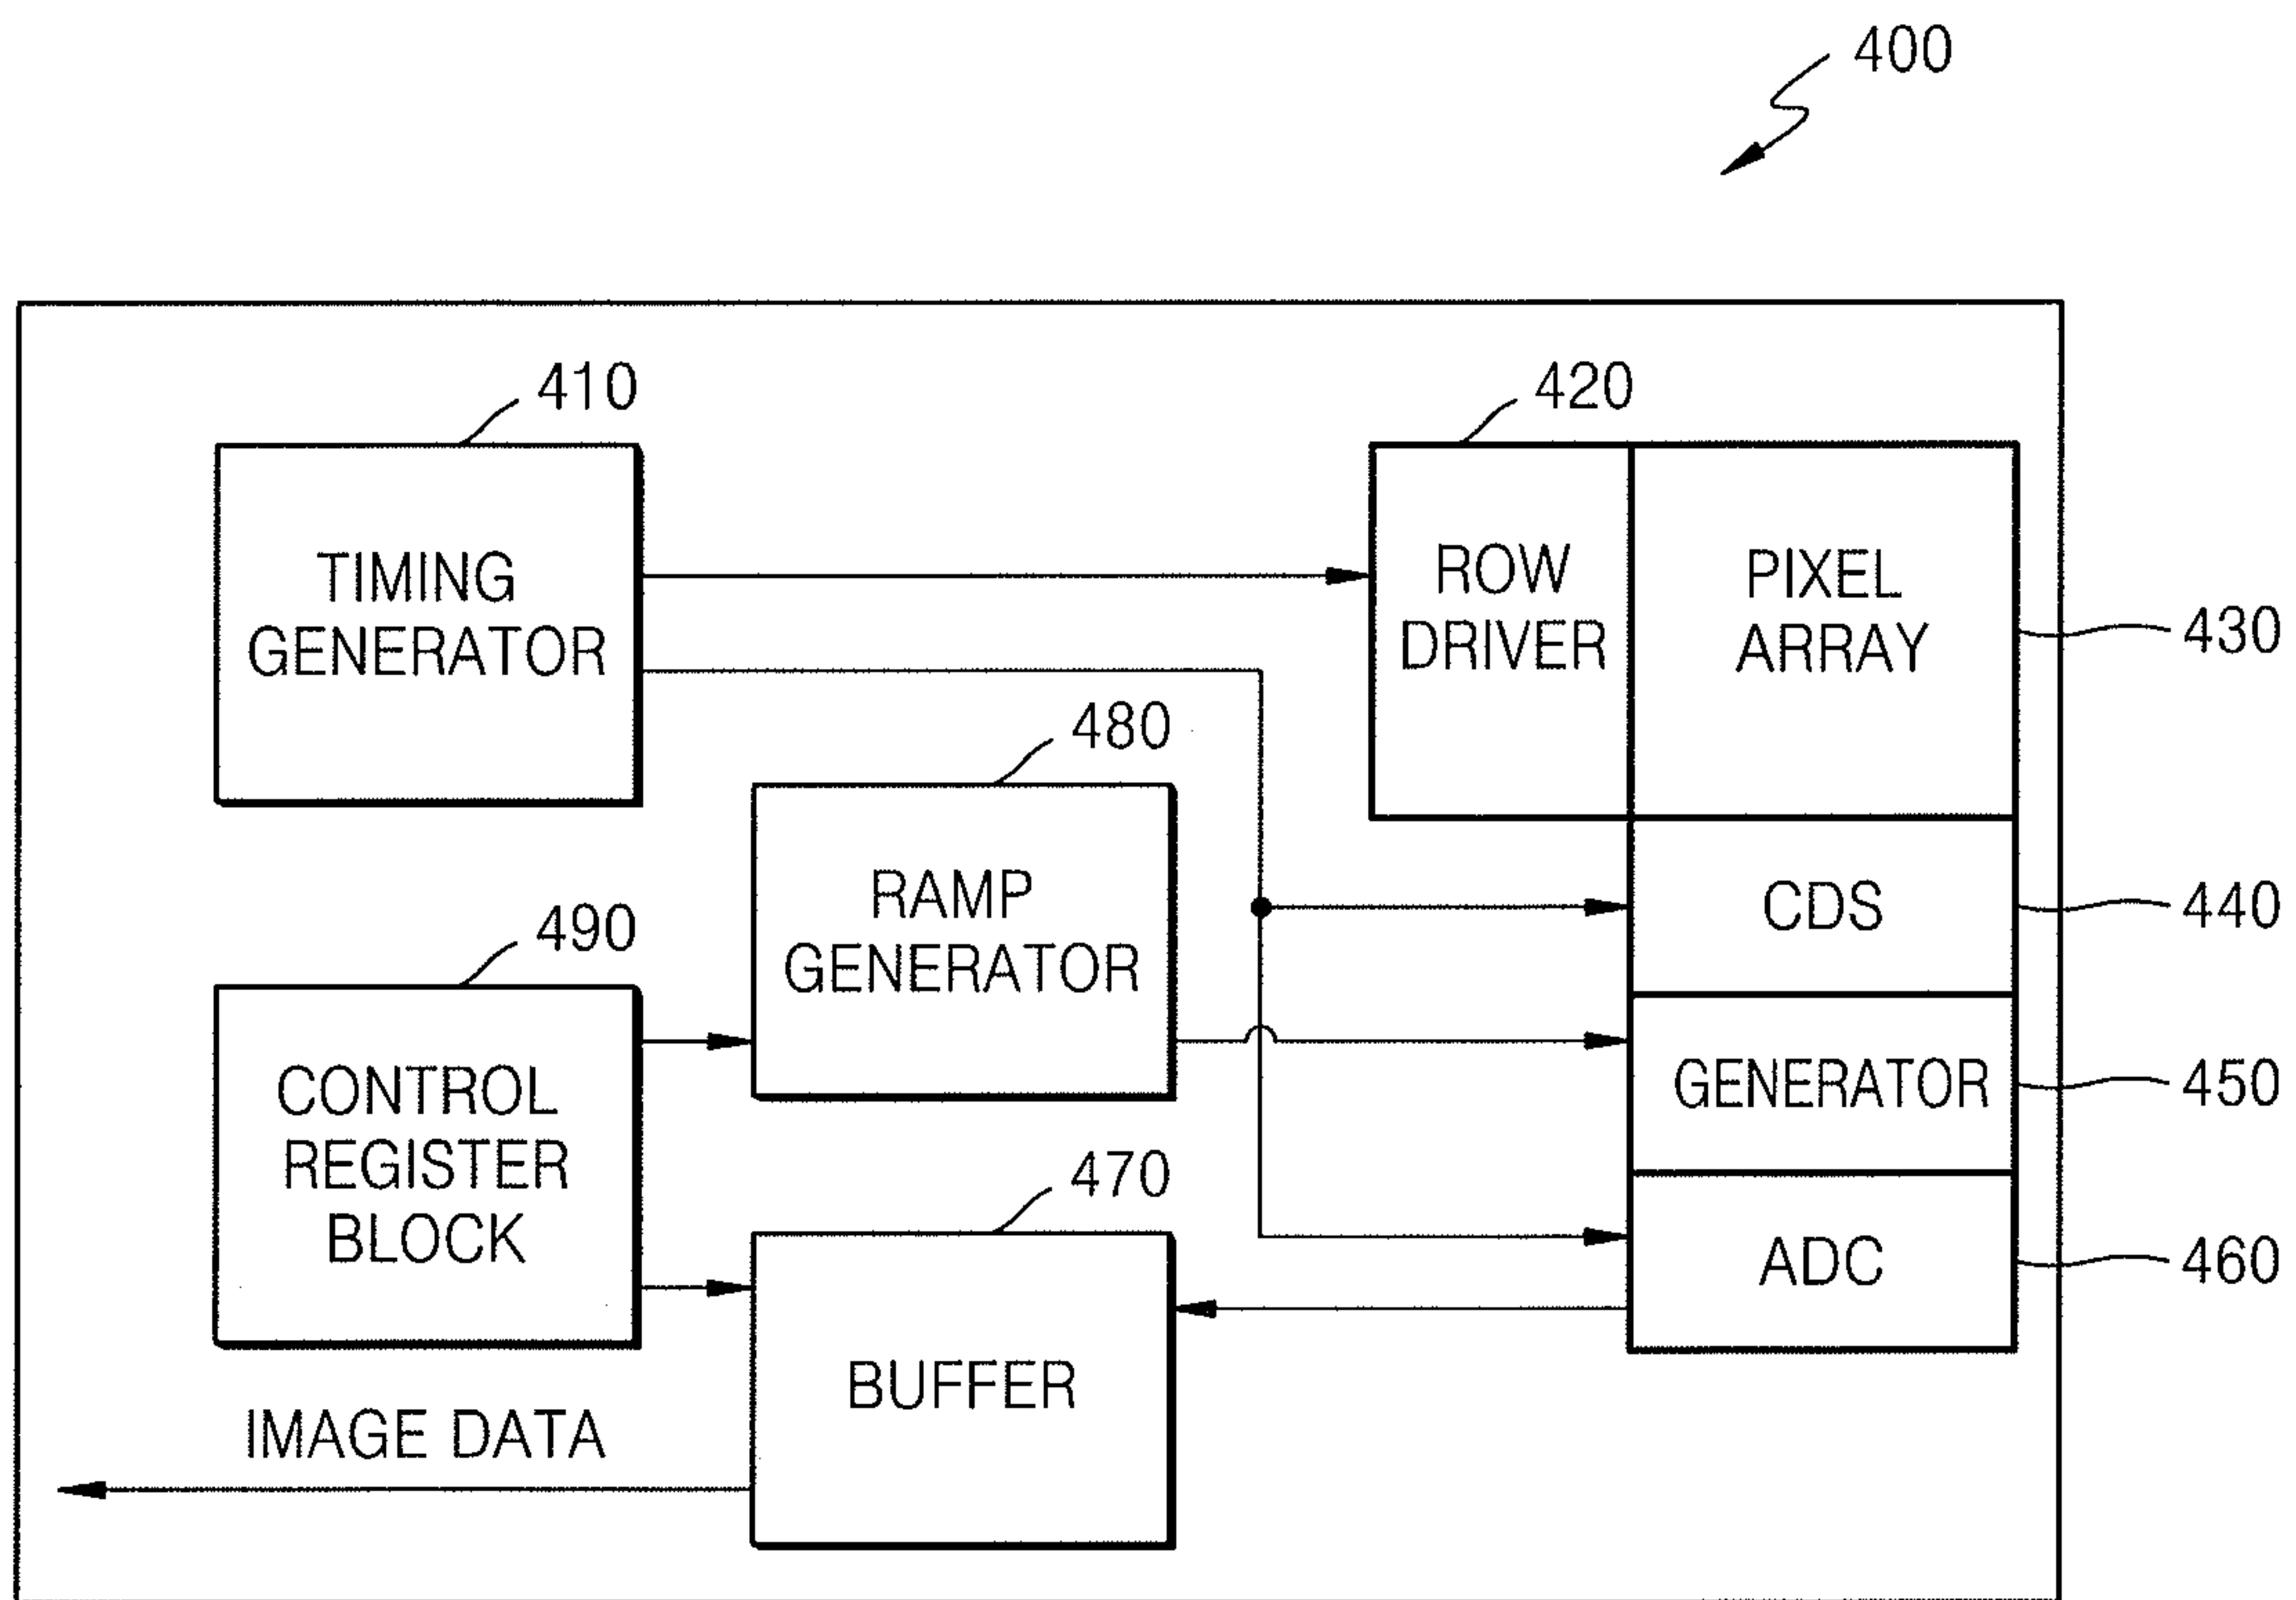 400
410
420
TIMING
GENERATOR
ROW
DRIVER
PIXEL
ARRAY
430
480
RAMP
GENERATOR
CDS
440
490
CONTROL
REGISTER
BLOCK
GENERATOR
450
470
BUFFER
ADC
460
IMAGE DATA